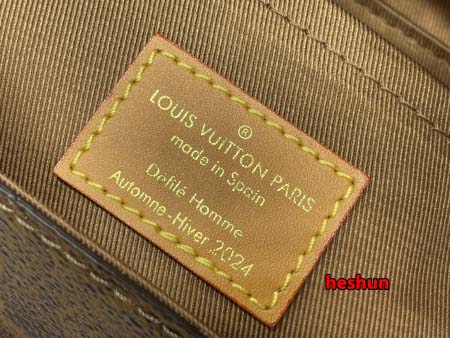 ®
LOUIS VUITTON PARIS
made in Spain
Défilé Homme
Automne-Hiver 2024
heshun